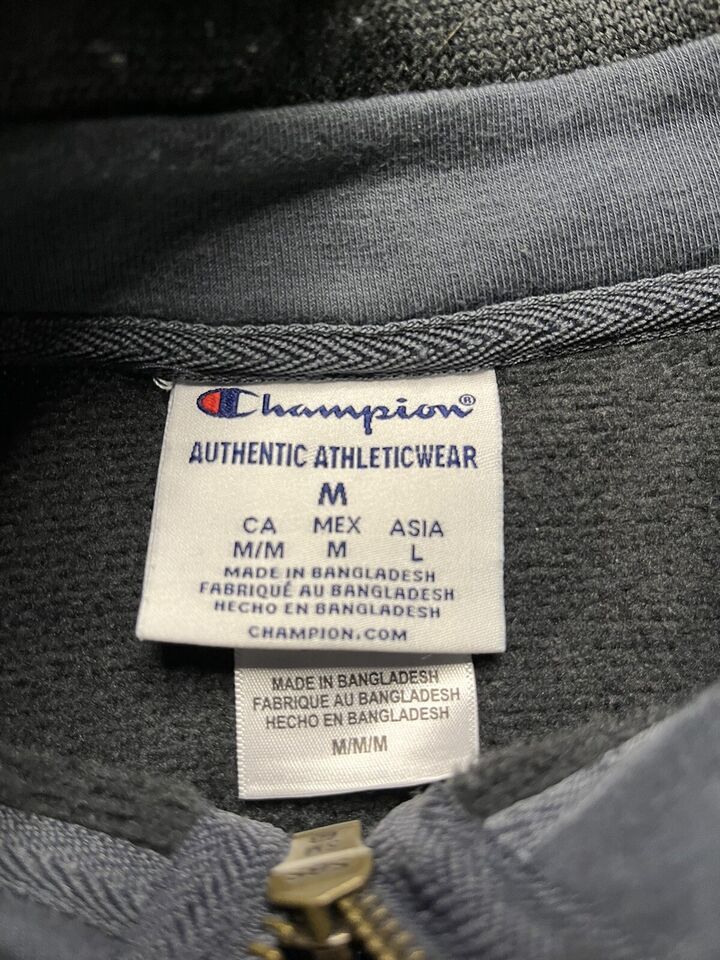 Champion®
AUTHENTIC ATHLETICWEAR
M
CA MEX ASIA
M/M M L
MADE IN BANGLADESH
FABRIQUÉ AU BANGLADESH
HECHO EN BANGLADESH
CHAMPION.COM
MADE IN BANGLADESH
FABRIQUE AU BANGLADESH
HECHO EN BANGLADESH
M/M/M